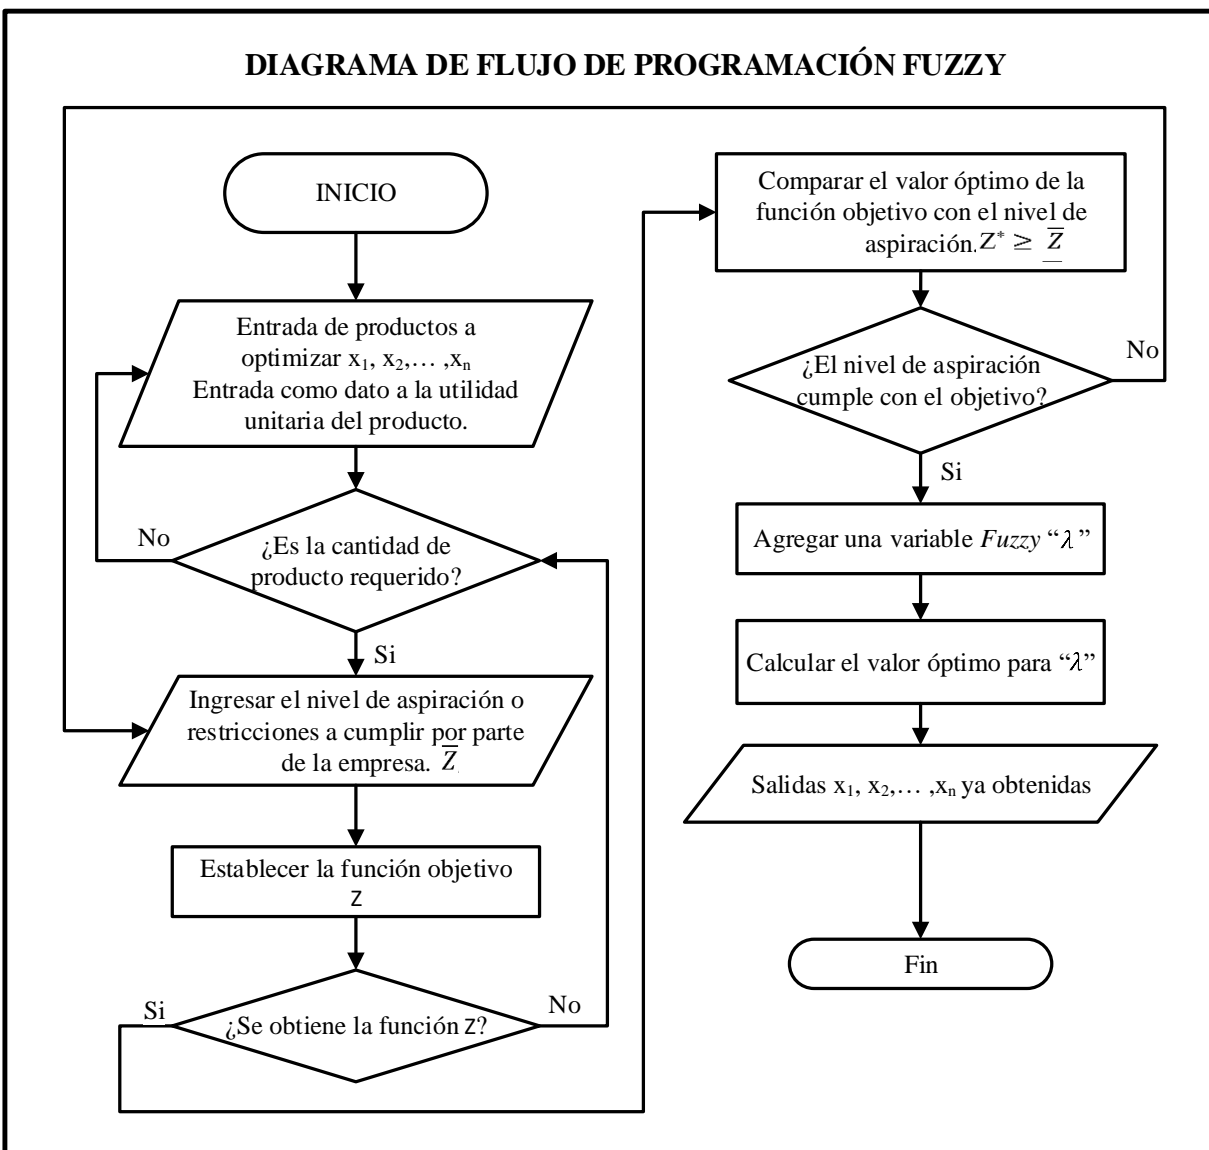 DIAGRAMA DE FLUJO DE PROGRAMACIÓN FUZZY
INICIO
Entrada de productos a
optimizar x₁, x₂,… ,xₙ
Entrada como dato a la utilidad
unitaria del producto.
¿Es la cantidad de
producto requerido?
No
Si
Ingresar el nivel de aspiración o
restricciones a cumplir por parte
de la empresa. Z̅
Establecer la función objetivo
Z
¿Se obtiene la función Z?
Si
No
Comparar el valor óptimo de la
función objetivo con el nivel de
aspiración. Z* ≥ Z̅
¿El nivel de aspiración
cumple con el objetivo?
No
Si
Agregar una variable Fuzzy “λ”
Calcular el valor óptimo para “λ”
Salidas x₁, x₂,… ,xₙ ya obtenidas
Fin